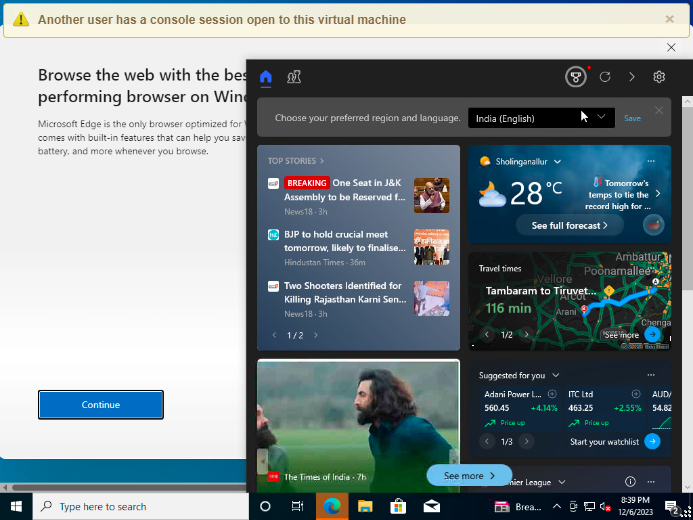 Another user has a console session open to this virtual machine
Browse the web with the bes
performing browser on Wind
Microsoft Edge is the only browser optimized for W
comes with built-in features that can help you sav
battery, and more whenever you browse.
Continue
Choose your preferred region and language.
India (English)
Save
TOP STORIES
BREAKING One Seat in J&K
Assembly to be Reserved f...
News18 · 3h
BJP to hold crucial meet
tomorrow, likely to finalise...
Hindustan Times · 36m
Two Shooters Identified for
Killing Rajasthan Karni Sen...
News18 · 3h
1 / 2
Sholinganallur
28°C
Tomorrow's
temps to tie the
record high for ...
See full forecast
Travel times
Tambaram to Tiruvet...
116 min
1/2
See more
Ambattur
Poonamallee
Vellore
Arcot
Arani
Chenga
The Times of India · 7h
See more
Suggested for you
Adani Power L...
560.45 +4.14%
Price up
ITC Ltd
463.25 +2.55%
Price up
AUD/
54.82
1/3
Start your watchlist
mier League
Type here to search
Brea...
8:39 PM
12/6/2023
2